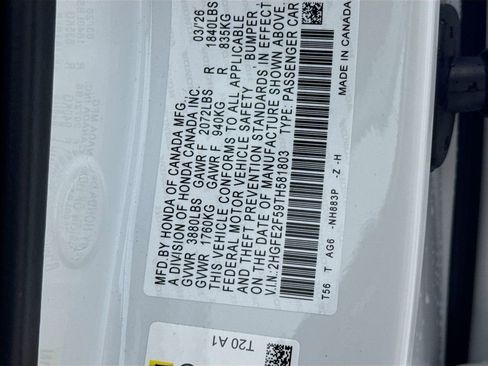 MFD BY HONDA OF CANADA MFG., 03/26
A DIVISION OF HONDA CANADA INC.
GVWR 3880LBS GAWR F 2072LBS R 1840LBS
GVWR 1760KG GAWR F 940KG R 835KG
THIS VEHICLE CONFORMS TO ALL APPLICABLE
FEDERAL MOTOR VEHICLE SAFETY BUMPER
AND THEFT PREVENTION STANDARDS IN EFFECT
ON THE DATE OF MANUFACTURE SHOWN ABOVE.
V.I.N:2HGFE2F59TH581803 TYPE: PASSENGER CAR
T56 T AG6 -NH883P -Z -H
MADE IN CANADA
T20 A1